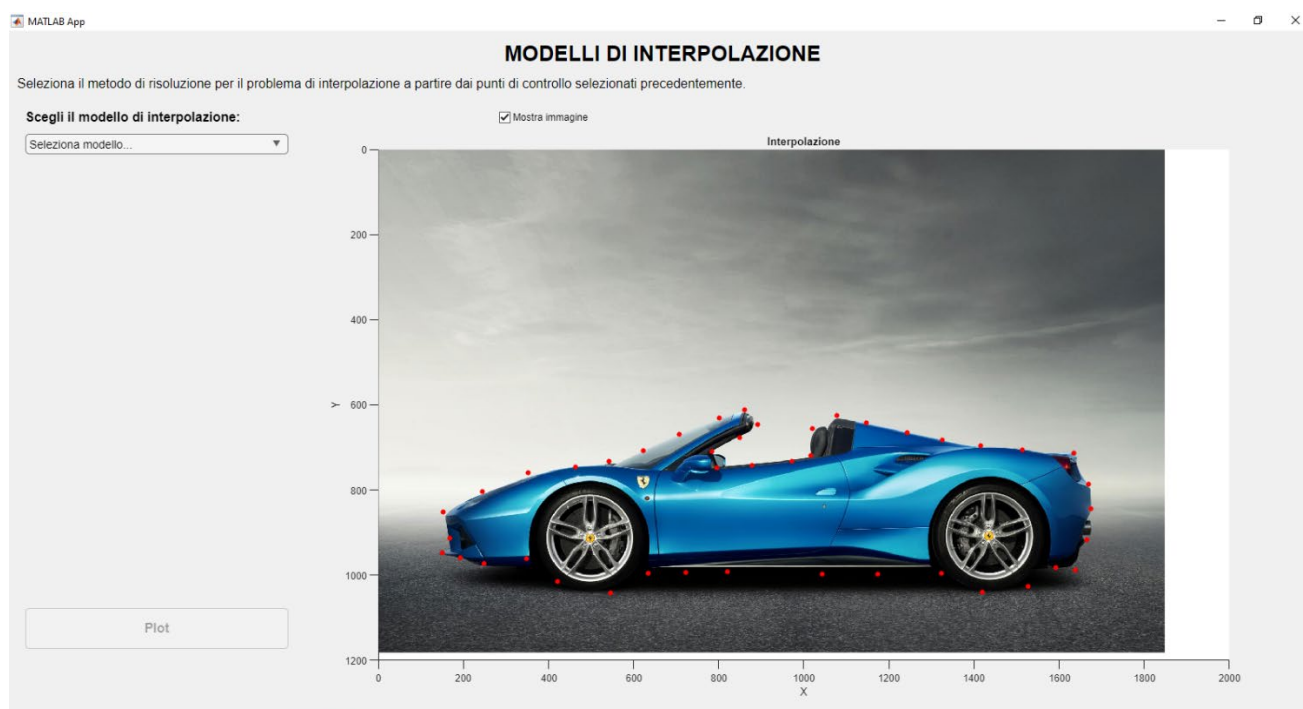 MATLAB App
MODELLI DI INTERPOLAZIONE
Seleziona il metodo di risoluzione per il problema di interpolazione a partire dai punti di controllo selezionati precedentemente.
Scegli il modello di interpolazione:
Mostra immagine
Seleziona modello...
Interpolazione
0
200
400
Y
600
800
1000
1200
Plot
0 200 400 600 800 1000 1200 1400 1600 1800 2000
X